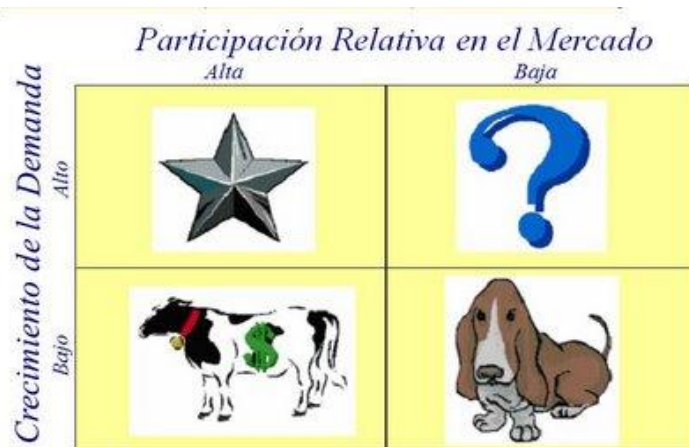 Participación Relativa en el Mercado
Alta
Baja
Crecimiento de la Demanda
Alto
Bajo
?
$